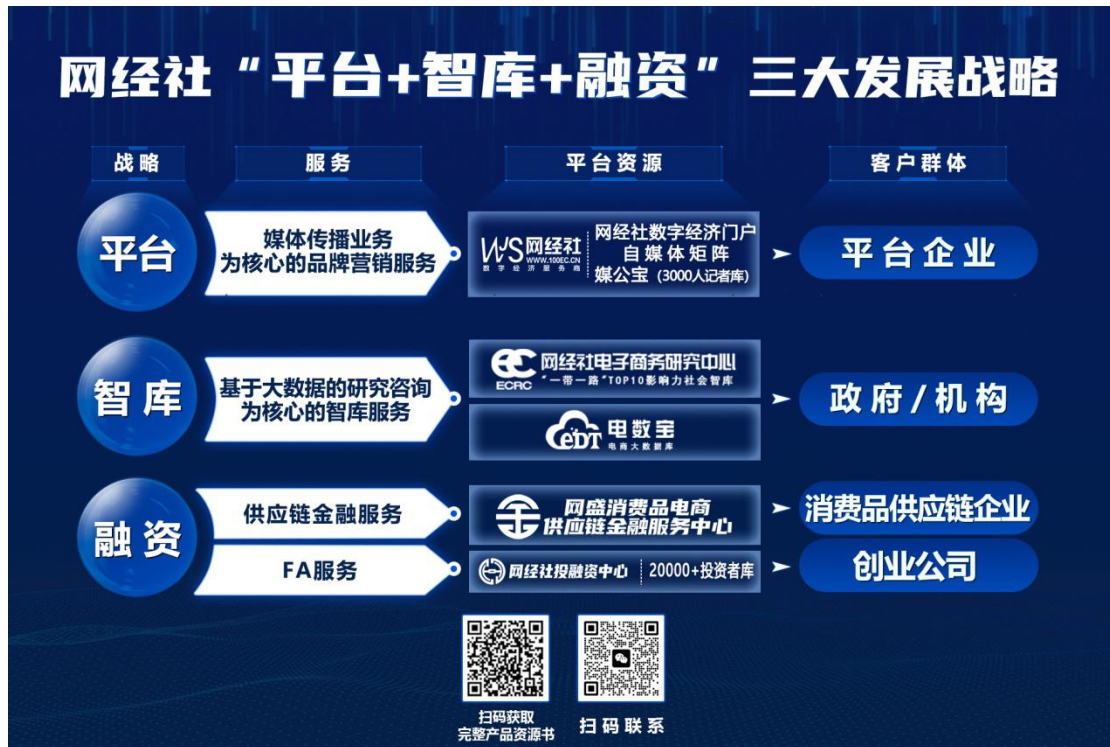 网经社“平台+智库+融资”三大发展战略
战略
服务
平台资源
客户群体
平台
媒体传播业务
为核心的品牌营销服务
网经社
WWW.100EC.CN
数字经济服务商
网经社数字经济门户
自媒体矩阵
媒公宝（3000人记者库）
平台企业
智库
基于大数据的研究咨询
为核心的智库服务
ECRC
网经社电子商务研究中心
“一带一路”TOP10影响力社会智库
eDT
电数宝
电商大数据库
政府/机构
融资
供应链金融服务
网盛消费品电商
供应链金融服务中心
消费品供应链企业
FA服务
网经社投融资中心
20000+投资者库
创业公司
扫码获取
完整产品资源书
扫码联系